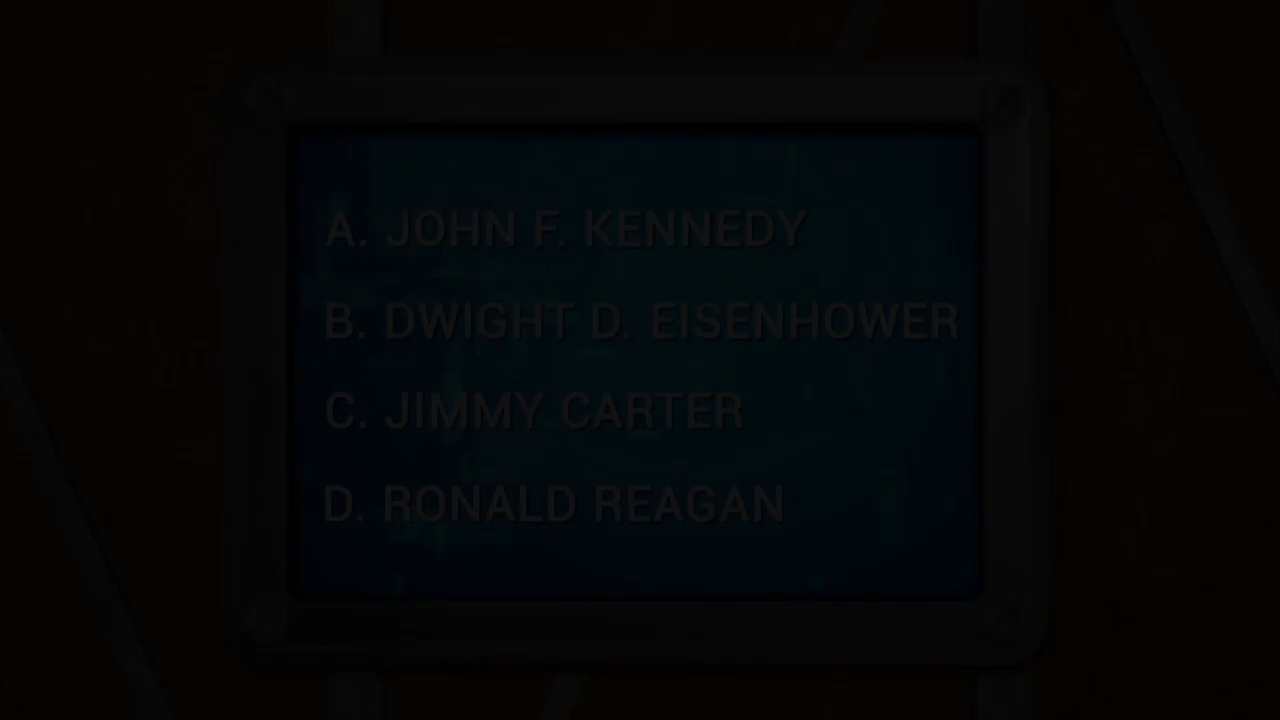 A. JOHN F. KENNEDY
B. DWIGHT D. EISENHOWER
C. JIMMY CARTER
D. RONALD REAGAN